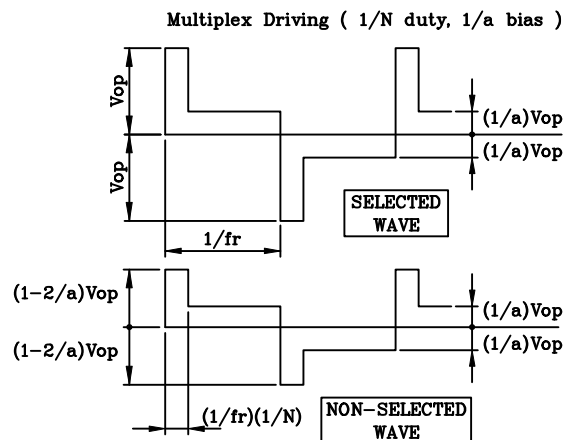 Multiplex Driving ( 1/N duty, 1/a bias )
Vop
(1/a)Vop
(1/a)Vop
Vop
SELECTED
WAVE
1/fr
(1-2/a)Vop
(1/a)Vop
(1/a)Vop
(1-2/a)Vop
(1/fr)(1/N)
NON-SELECTED
WAVE